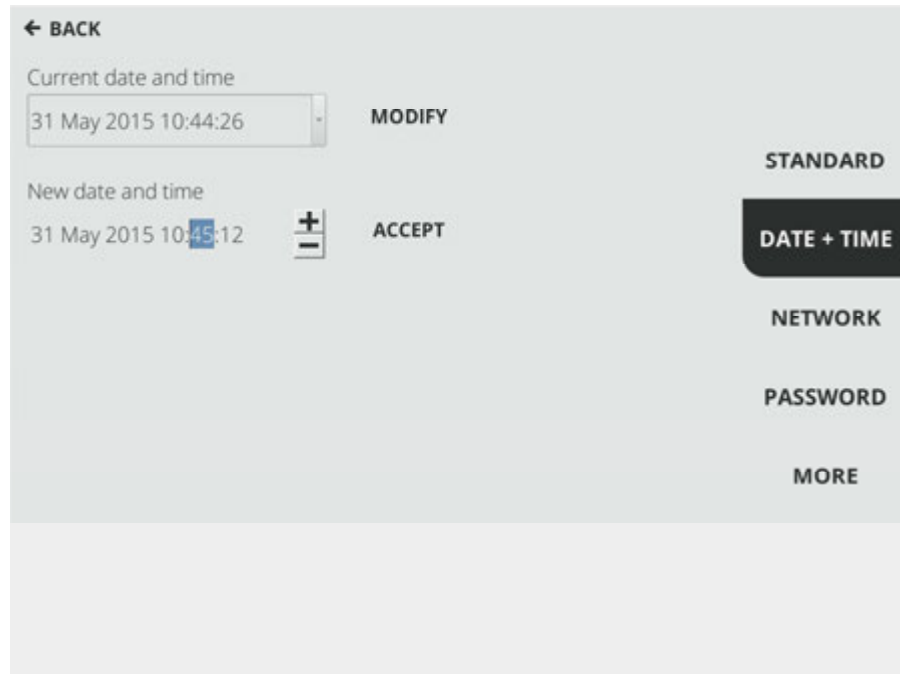 ← BACK
Current date and time
31 May 2015 10:44:26
MODIFY
New date and time
31 May 2015 10:45:12
+
−
ACCEPT
STANDARD
DATE + TIME
NETWORK
PASSWORD
MORE